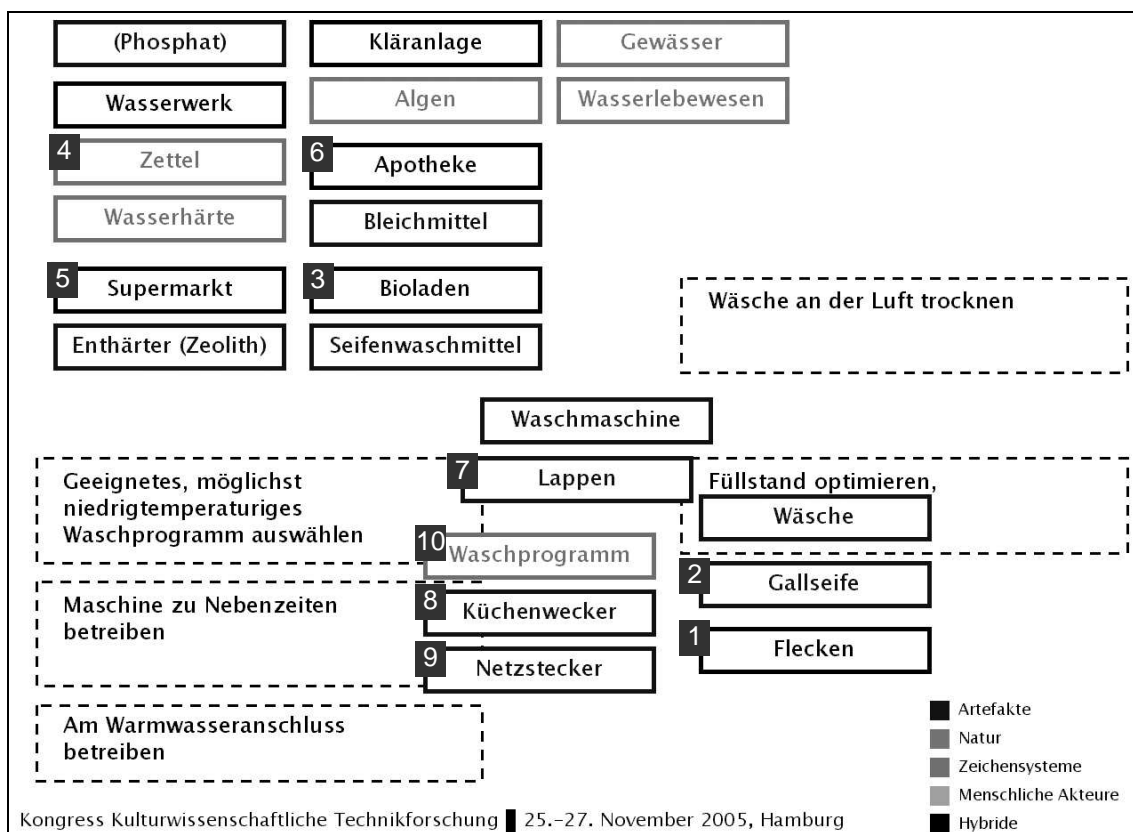 (Phosphat)
Kläranlage
Gewässer
Wasserwerk
Algen
Wasserlebewesen
4
Zettel
6
Apotheke
Wasserhärte
Bleichmittel
5
Supermarkt
3
Bioladen
Wäsche an der Luft trocknen
Enthärter (Zeolith)
Seifenwaschmittel
Waschmaschine
Geeignetes, möglichst
niedrigtemperaturiges
Waschprogramm auswählen
7
Lappen
Füllstand optimieren,
Wäsche
10
Waschprogramm
2
Gallseife
Maschine zu Nebenzeiten
betreiben
8
Küchenwecker
1
Flecken
9
Netzstecker
Am Warmwasseranschluss
betreiben
Artefakte
Natur
Zeichensysteme
Menschliche Akteure
Hybride
Kongress Kulturwissenschaftliche Technikforschung 25.–27. November 2005, Hamburg